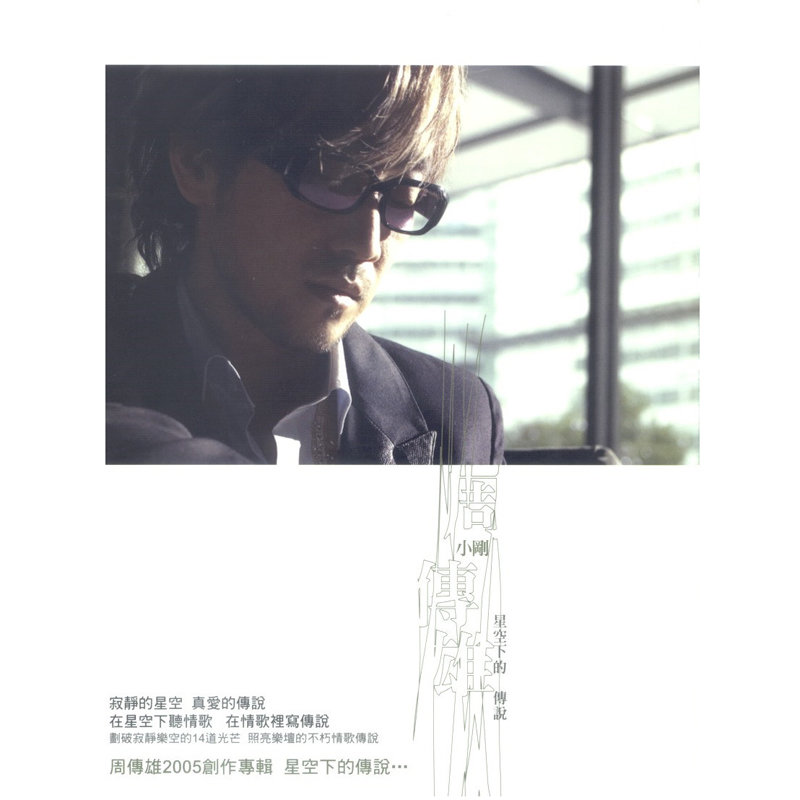 周傳雄
小剛
星空下的 傳說
寂靜的星空 真愛的傳說
在星空下聽情歌 在情歌裡寫傳說
劃破寂靜樂空的14道光芒 照亮樂壇的不朽情歌傳說
周傳雄2005創作專輯 星空下的傳說⋯